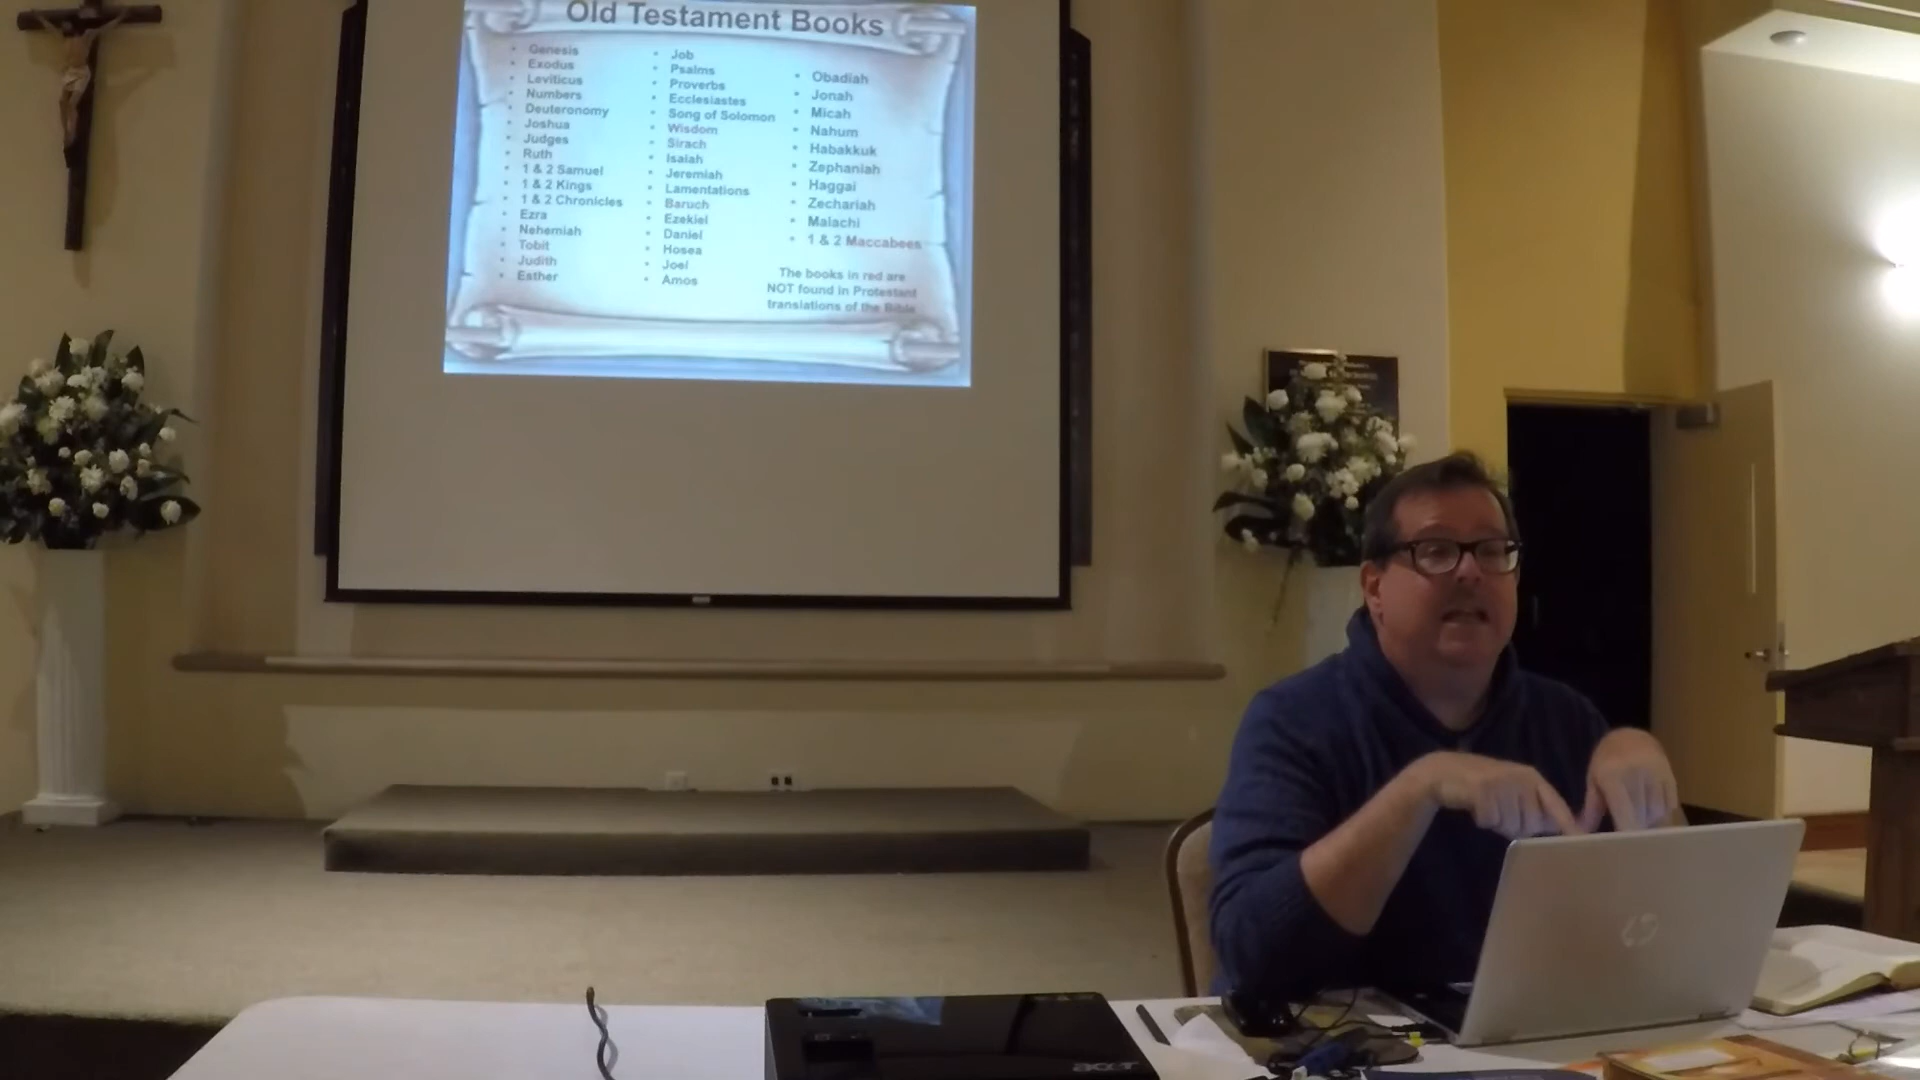 Old Testament Books
• Genesis
• Exodus
• Leviticus
• Numbers
• Deuteronomy
• Joshua
• Judges
• Ruth
• 1 & 2 Samuel
• 1 & 2 Kings
• 1 & 2 Chronicles
• Ezra
• Nehemiah
• Tobit
• Judith
• Esther
• Job
• Psalms
• Proverbs
• Ecclesiastes
• Song of Solomon
• Wisdom
• Sirach
• Isaiah
• Jeremiah
• Lamentations
• Baruch
• Ezekiel
• Daniel
• Hosea
• Joel
• Amos
• Obadiah
• Jonah
• Micah
• Nahum
• Habakkuk
• Zephaniah
• Haggai
• Zechariah
• Malachi
• 1 & 2 Maccabees
The books in red are
NOT found in Protestant
translations of the Bible
hp
acer